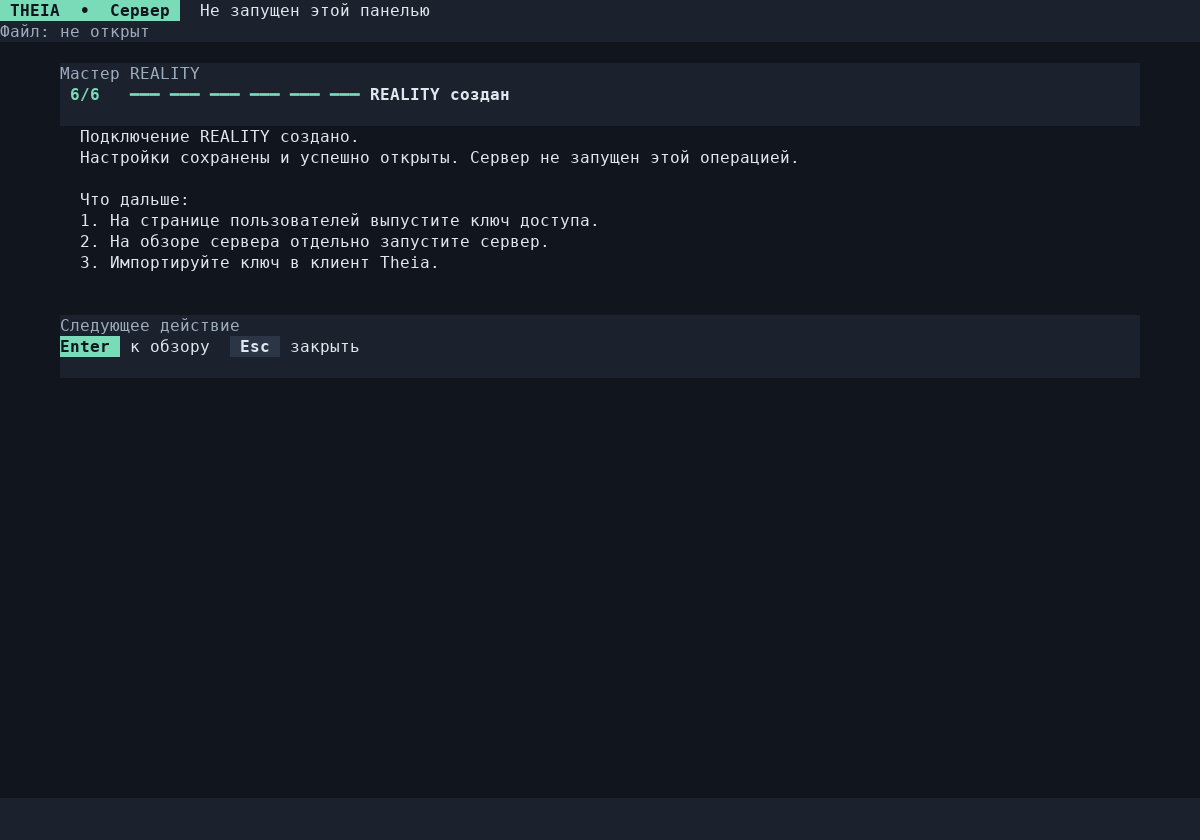 THEIA • Сервер Не запущен этой панелью
Файл: не открыт
Мастер REALITY
6/6 ━━━ ━━━ ━━━ ━━━ ━━━ ━━━ REALITY создан
Подключение REALITY создано.
Настройки сохранены и успешно открыты. Сервер не запущен этой операцией.
Что дальше:
1. На странице пользователей выпустите ключ доступа.
2. На обзоре сервера отдельно запустите сервер.
3. Импортируйте ключ в клиент Theia.
Следующее действие
Enter к обзору Esc закрыть